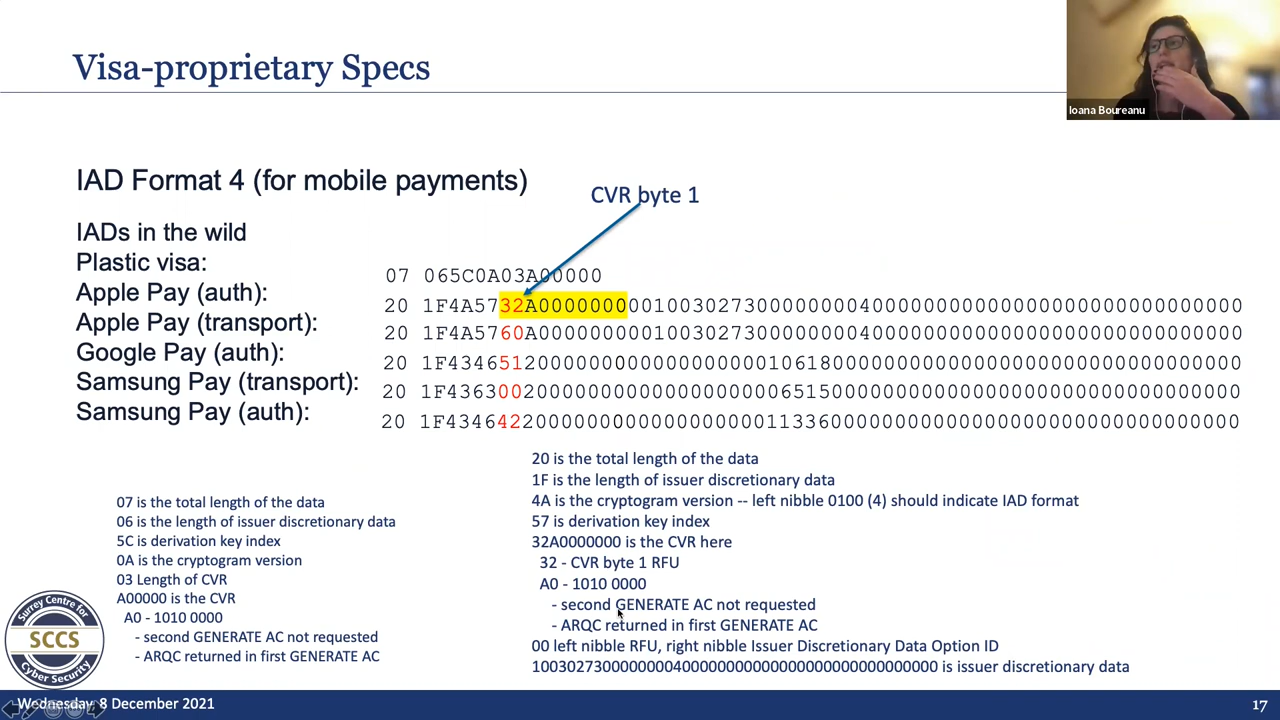 Visa-proprietary Specs
Ioana Boureanu
IAD Format 4 (for mobile payments)
CVR byte 1
IADs in the wild
Plastic visa:
07 065C0A03A00000
Apple Pay (auth):
20 1F4A5732A00000000010030273000000004000000000000000000000000000
Apple Pay (transport):
20 1F4A5760A00000000010030273000000004000000000000000000000000000
Google Pay (auth):
20 1F434651200000000000000000001061800000000000000000000000000000
Samsung Pay (transport):
20 1F436300200000000000000000000651500000000000000000000000000000
Samsung Pay (auth):
20 1F434642200000000000000000001133600000000000000000000000000000
07 is the total length of the data
06 is the length of issuer discretionary data
5C is derivation key index
0A is the cryptogram version
03 Length of CVR
A00000 is the CVR
A0 - 1010 0000
- second GENERATE AC not requested
- ARQC returned in first GENERATE AC
20 is the total length of the data
1F is the length of issuer discretionary data
4A is the cryptogram version -- left nibble 0100 (4) should indicate IAD format
57 is derivation key index
32A0000000 is the CVR here
32 - CVR byte 1 RFU
A0 - 1010 0000
- second GENERATE AC not requested
- ARQC returned in first GENERATE AC
00 left nibble RFU, right nibble Issuer Discretionary Data Option ID
10030273000000004000000000000000000000000000 is issuer discretionary data
Surrey Centre for
SCCS
Cyber Security
Wednesday, 8 December 2021
17